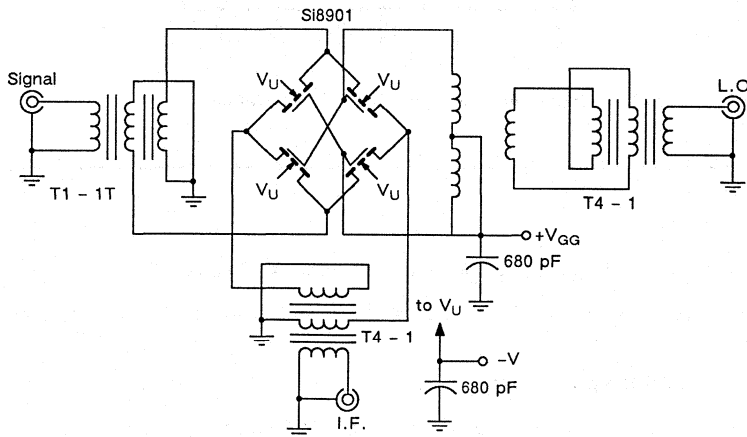 Si8901
Signal
V_U
V_U
L.O
T1 - 1T
V_U
V_U
T4 - 1
+V_GG
680 pF
to V_U
T4 - 1
-V
680 pF
I.F.